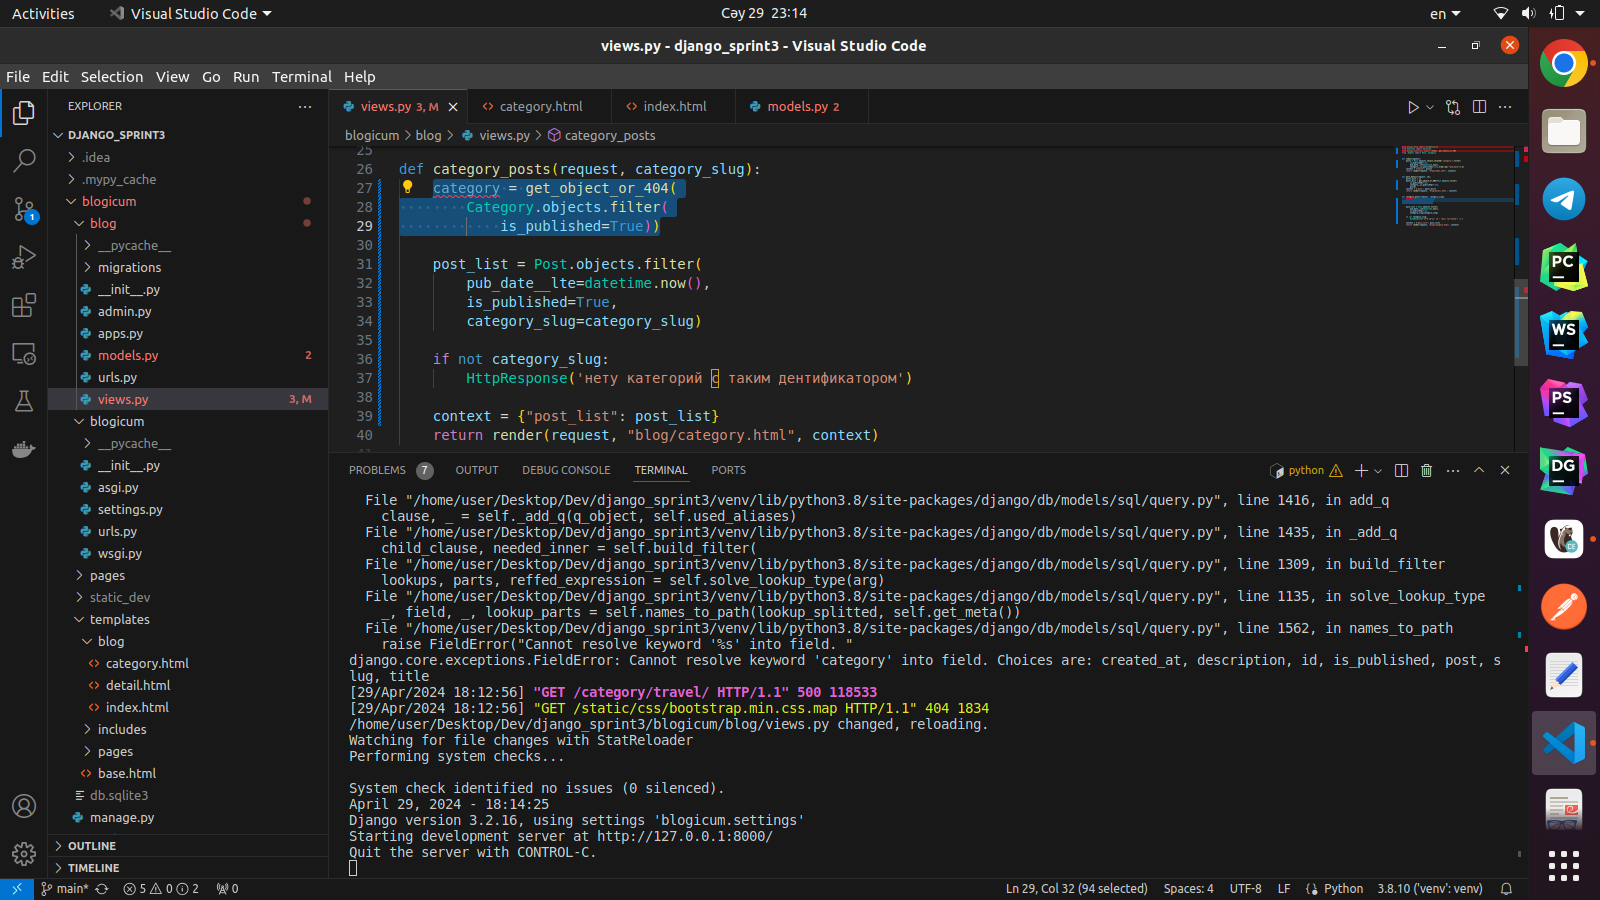 Activities
Visual Studio Code
Cəy 29 23:14
en
views.py - django_sprint3 - Visual Studio Code
File Edit Selection View Go Run Terminal Help
EXPLORER
DJANGO_SPRINT3
.idea
.mypy_cache
blogicum
blog
__pycache__
migrations
__init__.py
admin.py
apps.py
models.py 2
urls.py
views.py 3, M
blogicum
__pycache__
__init__.py
asgi.py
settings.py
urls.py
wsgi.py
pages
static_dev
templates
blog
category.html
detail.html
index.html
includes
pages
base.html
db.sqlite3
manage.py
OUTLINE
TIMELINE
1
views.py 3, M
category.html
index.html
models.py 2
blogicum > blog > views.py > category_posts
25
26 def category_posts(request, category_slug):
27 category = get_object_or_404(
28 Category.objects.filter(
29 is_published=True))
30
31 post_list = Post.objects.filter(
32 pub_date__lte=datetime.now(),
33 is_published=True,
34 category_slug=category_slug)
35
36 if not category_slug:
37 HttpResponse('нету категорий с таким дентификатором')
38
39 context = {"post_list": post_list}
40 return render(request, "blog/category.html", context)
PROBLEMS 7 OUTPUT DEBUG CONSOLE TERMINAL PORTS
python
File "/home/user/Desktop/Dev/django_sprint3/venv/lib/python3.8/site-packages/django/db/models/sql/query.py", line 1416, in add_q
clause, _ = self._add_q(q_object, self.used_aliases)
File "/home/user/Desktop/Dev/django_sprint3/venv/lib/python3.8/site-packages/django/db/models/sql/query.py", line 1435, in _add_q
child_clause, needed_inner = self.build_filter(
File "/home/user/Desktop/Dev/django_sprint3/venv/lib/python3.8/site-packages/django/db/models/sql/query.py", line 1309, in build_filter
lookups, parts, reffed_expression = self.solve_lookup_type(arg)
File "/home/user/Desktop/Dev/django_sprint3/venv/lib/python3.8/site-packages/django/db/models/sql/query.py", line 1135, in solve_lookup_type
_, field, _, lookup_parts = self.names_to_path(lookup_splitted, self.get_meta())
File "/home/user/Desktop/Dev/django_sprint3/venv/lib/python3.8/site-packages/django/db/models/sql/query.py", line 1562, in names_to_path
raise FieldError("Cannot resolve keyword '%s' into field. "
django.core.exceptions.FieldError: Cannot resolve keyword 'category' into field. Choices are: created_at, description, id, is_published, post, s
lug, title
[29/Apr/2024 18:12:56] "GET /category/travel/ HTTP/1.1" 500 118533
[29/Apr/2024 18:12:56] "GET /static/css/bootstrap.min.css.map HTTP/1.1" 404 1834
/home/user/Desktop/Dev/django_sprint3/blogicum/blog/views.py changed, reloading.
Watching for file changes with StatReloader
Performing system checks...
System check identified no issues (0 silenced).
April 29, 2024 - 18:14:25
Django version 3.2.16, using settings 'blogicum.settings'
Starting development server at http://127.0.0.1:8000/
Quit the server with CONTROL-C.
main* 5 0 2 0
Ln 29, Col 32 (94 selected) Spaces: 4 UTF-8 LF Python 3.8.10 ('venv': venv)
PC
WS
PS
DG